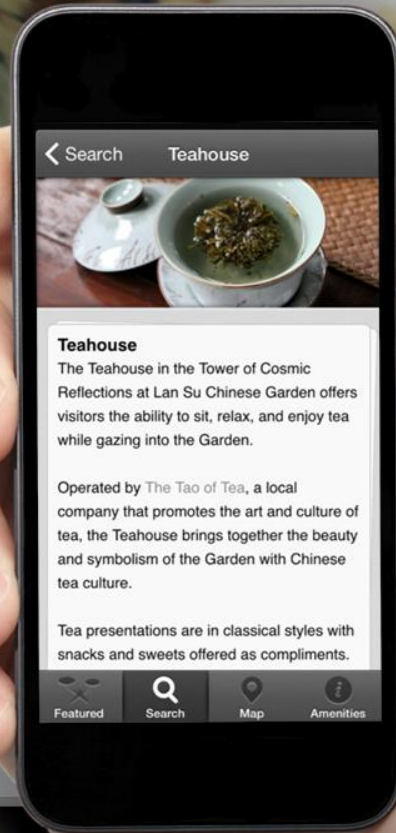 Search Teahouse
Teahouse
The Teahouse in the Tower of Cosmic
Reflections at Lan Su Chinese Garden offers
visitors the ability to sit, relax, and enjoy tea
while gazing into the Garden.
Operated by The Tao of Tea, a local
company that promotes the art and culture of
tea, the Teahouse brings together the beauty
and symbolism of the Garden with Chinese
tea culture.
Tea presentations are in classical styles with
snacks and sweets offered as compliments.
Featured Search Map Amenities